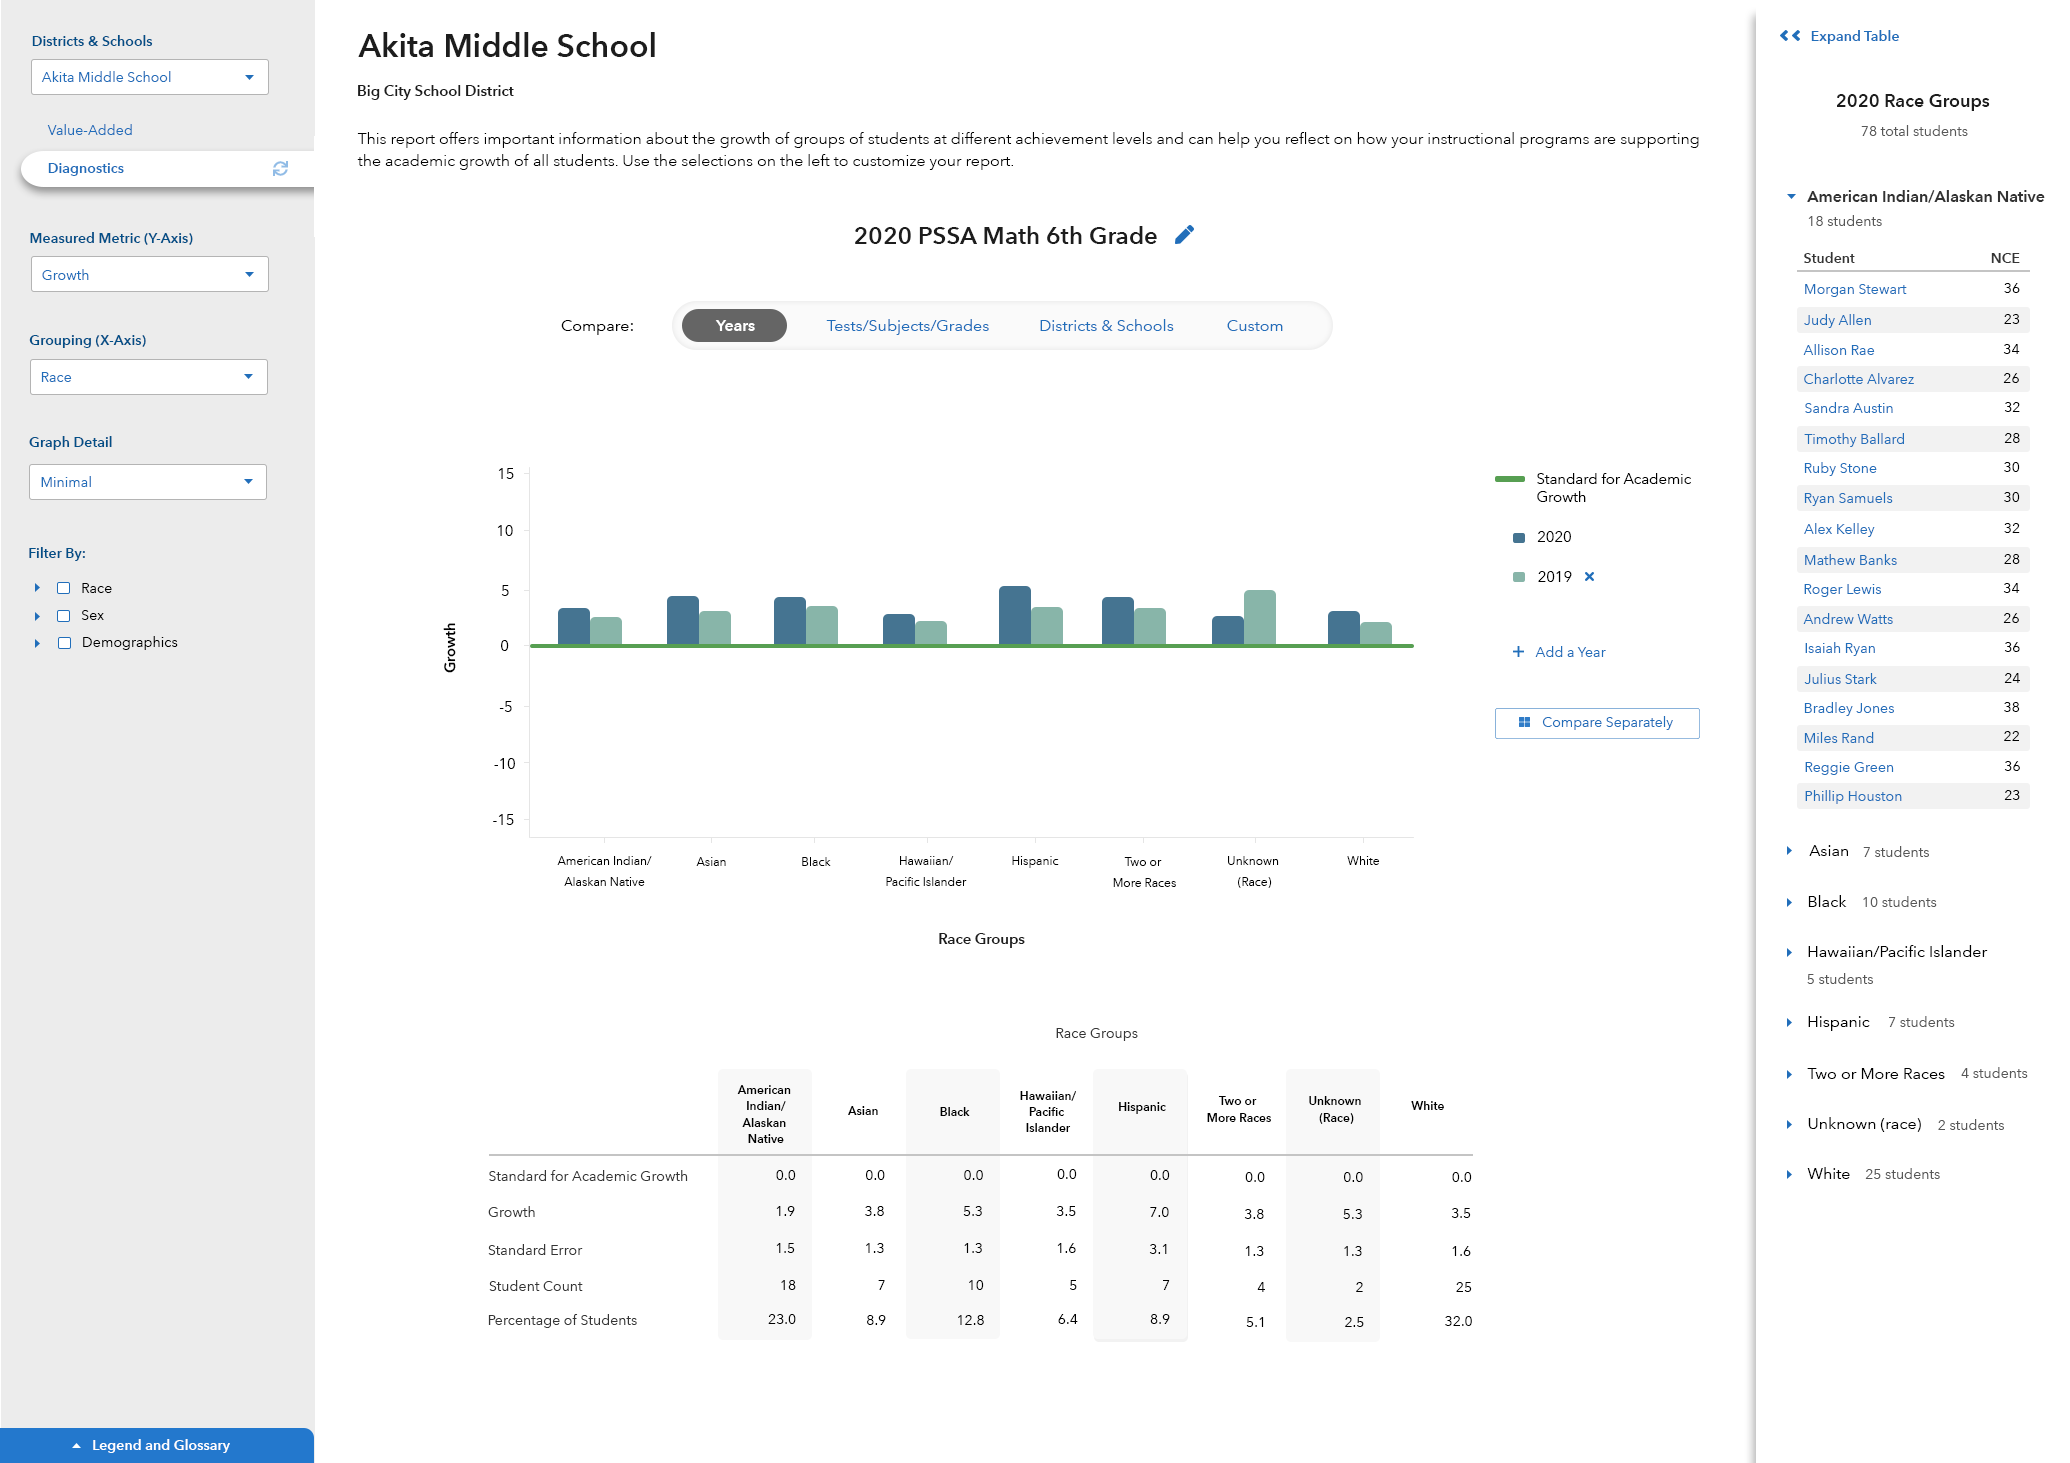 Districts & Schools
Akita Middle School
Value-Added
Diagnostics
Measured Metric (Y-Axis)
Growth
Grouping (X-Axis)
Race
Graph Detail
Minimal
Filter By:
Race
Sex
Demographics
Legend and Glossary
Akita Middle School
Big City School District
This report offers important information about the growth of groups of students at different achievement levels and can help you reflect on how your instructional programs are supporting
the academic growth of all students. Use the selections on the left to customize your report.
2020 PSSA Math 6th Grade
Compare: Years Tests/Subjects/Grades Districts & Schools Custom
Growth
15
10
5
0
-5
-10
-15
American Indian/ Asian Black Hawaiian/ Hispanic Two or Unknown White
Alaskan Native Pacific Islander More Races (Race)
Race Groups
Standard for Academic
Growth
2020
2019
Add a Year
Compare Separately
Race Groups
American
Indian/
Alaskan
Native
Asian
Black
Hawaiian/
Pacific
Islander
Hispanic
Two or
More Races
Unknown
(Race)
White
Standard for Academic Growth 0.0 0.0 0.0 0.0 0.0 0.0 0.0 0.0
Growth 1.9 3.8 5.3 3.5 7.0 3.8 5.3 3.5
Standard Error 1.5 1.3 1.3 1.6 3.1 1.3 1.3 1.6
Student Count 18 7 10 5 7 4 2 25
Percentage of Students 23.0 8.9 12.8 6.4 8.9 5.1 2.5 32.0
Expand Table
2020 Race Groups
78 total students
American Indian/Alaskan Native
18 students
Student NCE
Morgan Stewart 36
Judy Allen 23
Allison Rae 34
Charlotte Alvarez 26
Sandra Austin 32
Timothy Ballard 28
Ruby Stone 30
Ryan Samuels 30
Alex Kelley 32
Mathew Banks 28
Roger Lewis 34
Andrew Watts 26
Isaiah Ryan 36
Julius Stark 24
Bradley Jones 38
Miles Rand 22
Reggie Green 36
Phillip Houston 23
Asian 7 students
Black 10 students
Hawaiian/Pacific Islander
5 students
Hispanic 7 students
Two or More Races 4 students
Unknown (race) 2 students
White 25 students